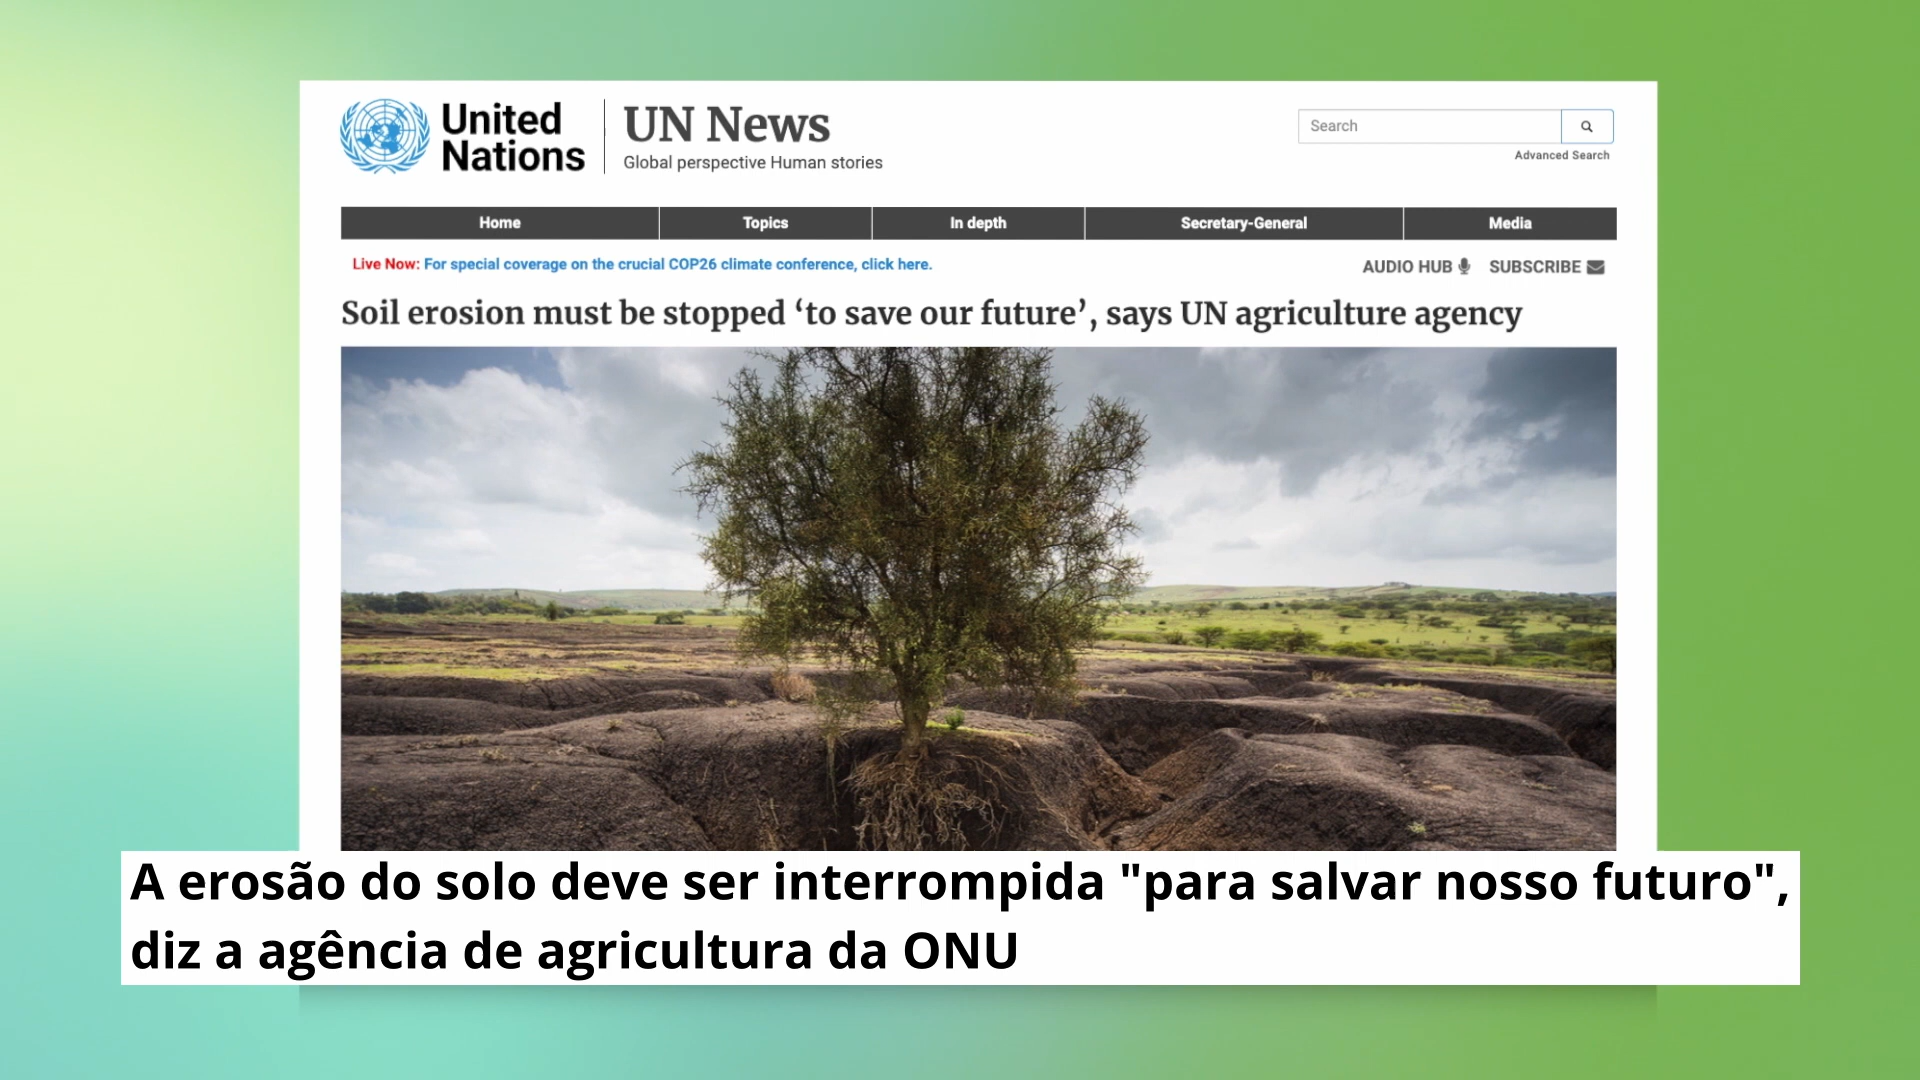 United
Nations
UN News
Global perspective Human stories
Search
Advanced Search
Home Topics In depth Secretary-General Media
Live Now: For special coverage on the crucial COP26 climate conference, click here.
AUDIO HUB SUBSCRIBE
Soil erosion must be stopped ‘to save our future’, says UN agriculture agency
A erosão do solo deve ser interrompida "para salvar nosso futuro",
diz a agência de agricultura da ONU